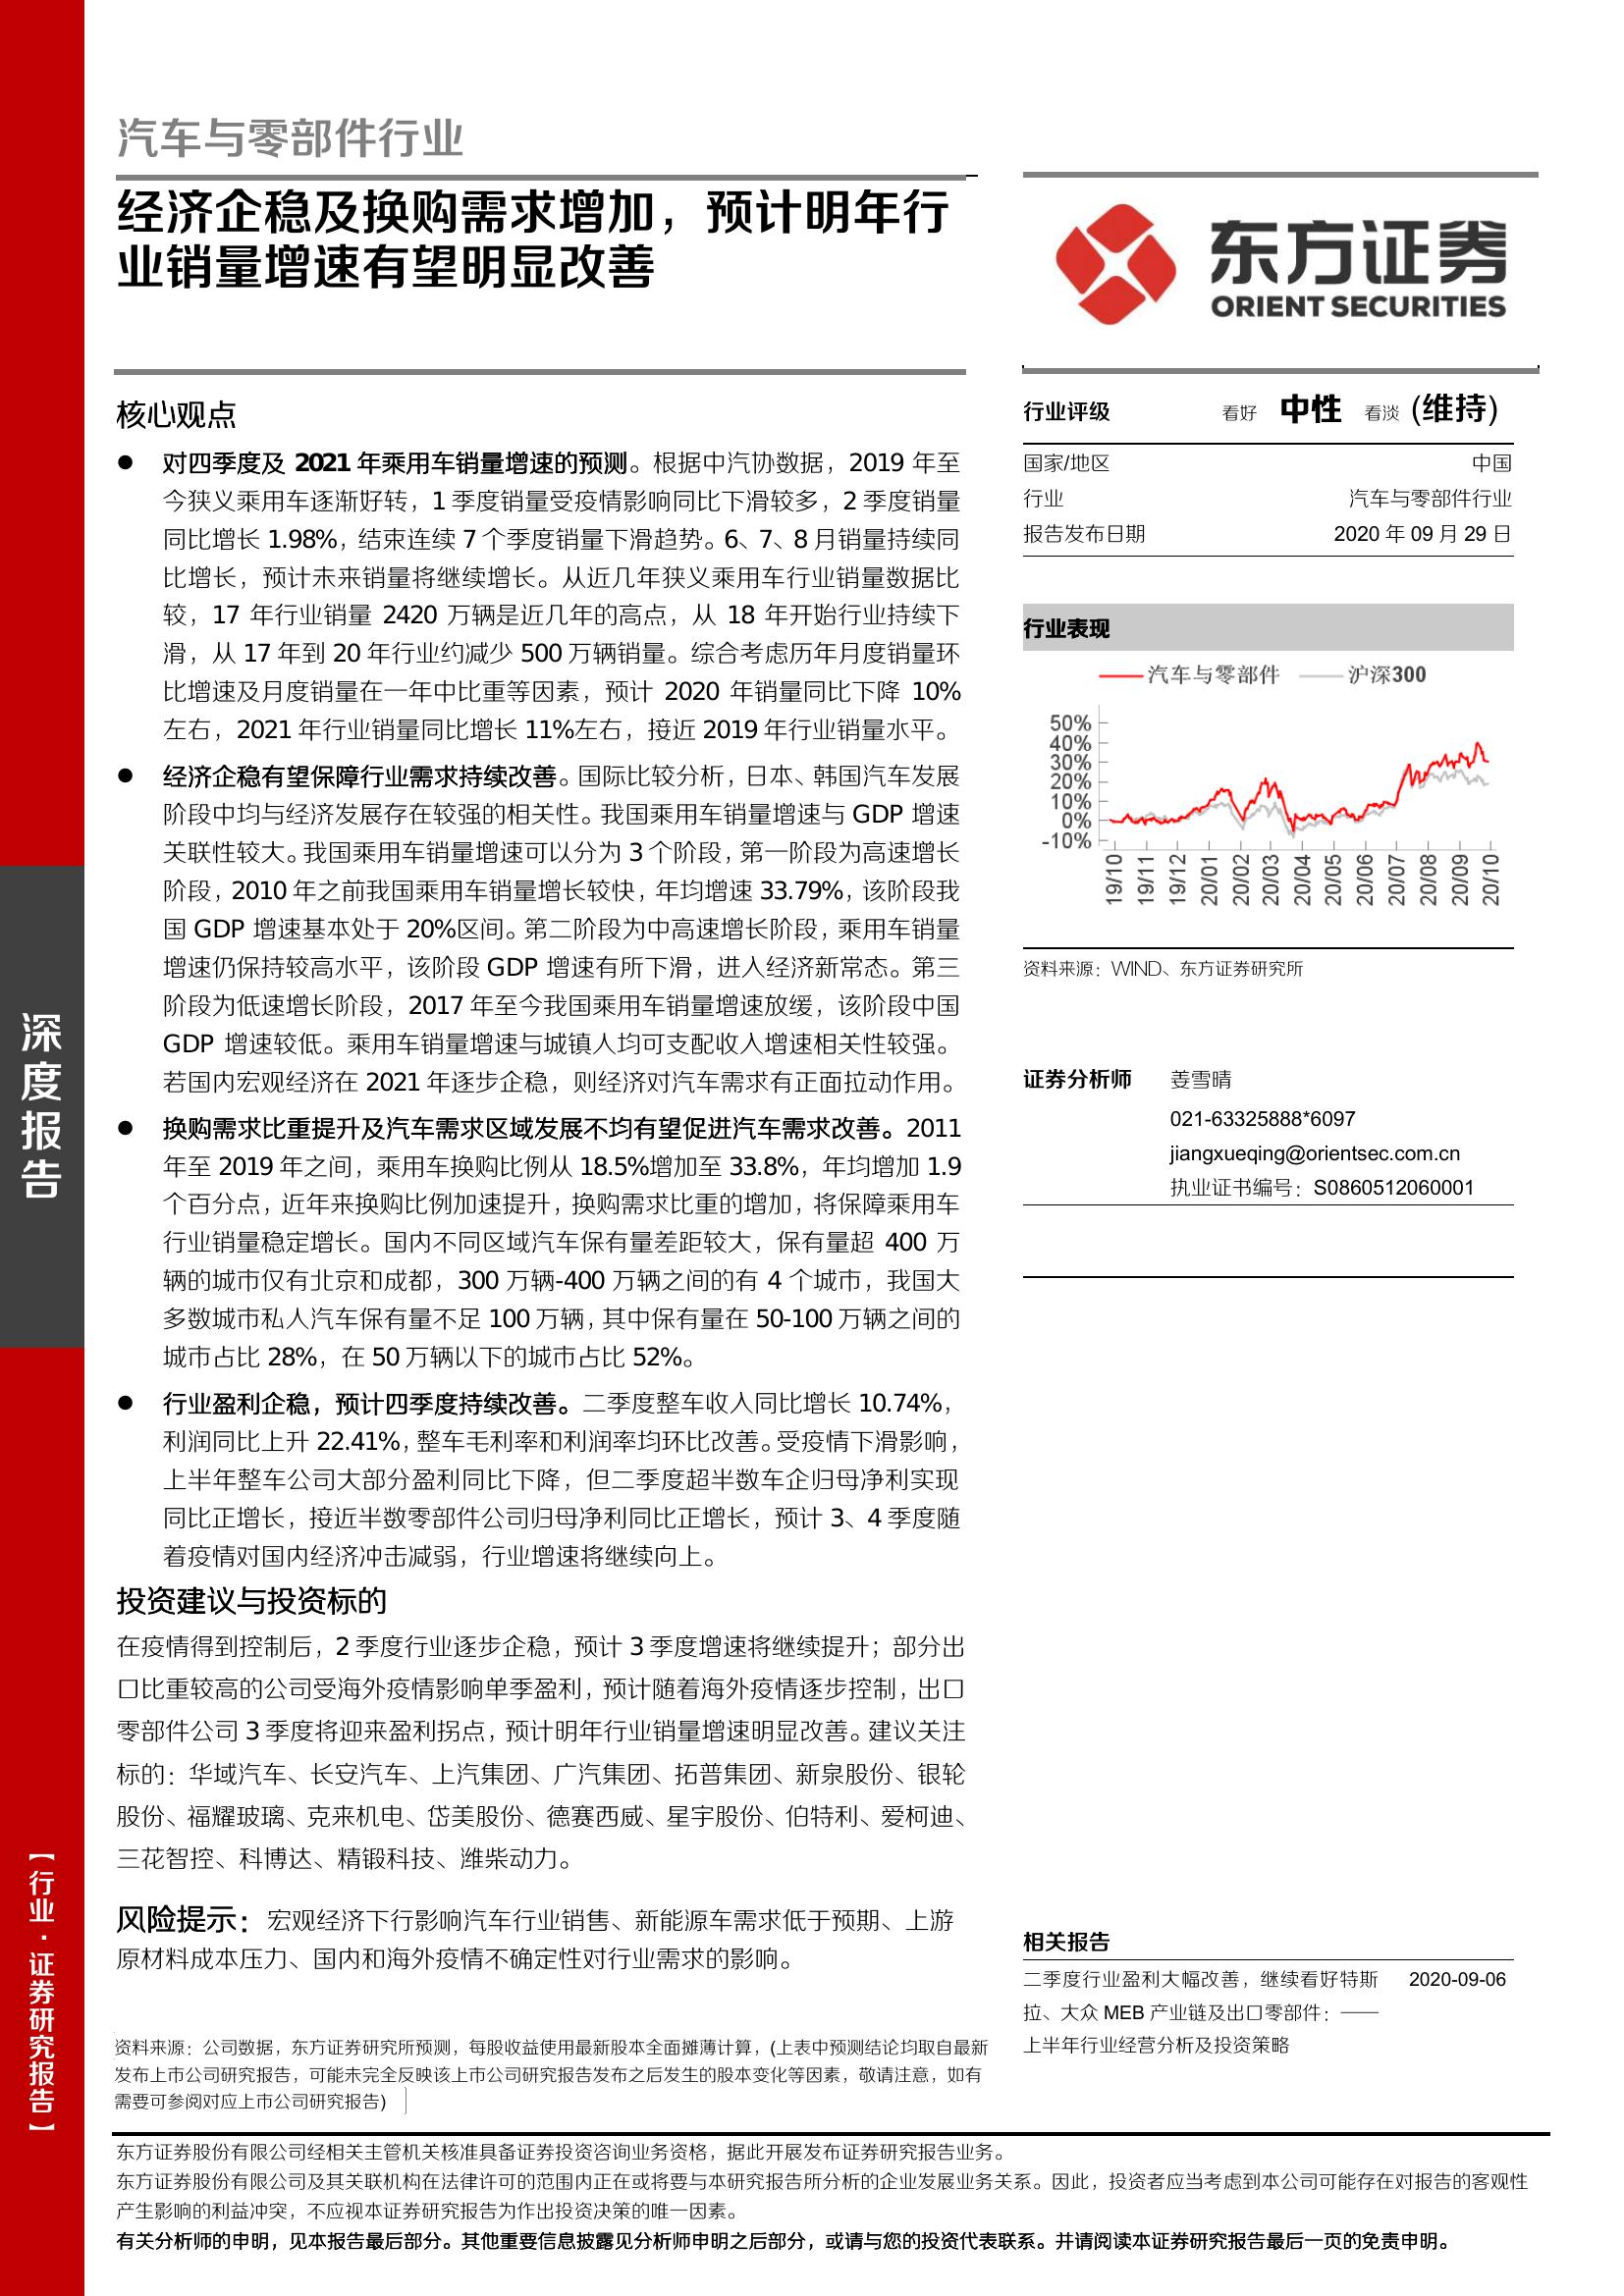 汽车与零部件行业
经济企稳及换购需求增加，预计明年行
业销量增速有望明显改善
东方证券
ORIENT SECURITIES
核心观点
● 对四季度及 2021 年乘用车销量增速的预测。根据中汽协数据，2019 年至
今狭义乘用车逐渐好转，1 季度销量受疫情影响同比下滑较多，2 季度销量
同比增长 1.98%，结束连续 7 个季度销量下滑趋势。6、7、8 月销量持续同
比增长，预计未来销量将继续增长。从近几年狭义乘用车行业销量数据比
较，17 年行业销量 2420 万辆是近几年的高点，从 18 年开始行业持续下
滑，从 17 年到 20 年行业约减少 500 万辆销量。综合考虑历年月度销量环
比增速及月度销量在一年中比重等因素，预计 2020 年销量同比下降 10%
左右，2021 年行业销量同比增长 11%左右，接近 2019 年行业销量水平。
● 经济企稳有望保障行业需求持续改善。国际比较分析，日本、韩国汽车发展
阶段中均与经济发展存在较强的相关性。我国乘用车销量增速与 GDP 增速
关联性较大。我国乘用车销量增速可以分为 3 个阶段，第一阶段为高速增长
阶段，2010 年之前我国乘用车销量增长较快，年均增速 33.79%，该阶段我
国 GDP 增速基本处于 20%区间。第二阶段为中高速增长阶段，乘用车销量
增速仍保持较高水平，该阶段 GDP 增速有所下滑，进入经济新常态。第三
阶段为低速增长阶段，2017 年至今我国乘用车销量增速放缓，该阶段中国
GDP 增速较低。乘用车销量增速与城镇人均可支配收入增速相关性较强。
若国内宏观经济在 2021 年逐步企稳，则经济对汽车需求有正面拉动作用。
● 换购需求比重提升及汽车需求区域发展不均有望促进汽车需求改善。2011
年至 2019 年之间，乘用车换购比例从 18.5%增加至 33.8%，年均增加 1.9
个百分点，近年来换购比例加速提升，换购需求比重的增加，将保障乘用车
行业销量稳定增长。国内不同区域汽车保有量差距较大，保有量超 400 万
辆的城市仅有北京和成都，300 万辆-400 万辆之间的有 4 个城市，我国大
多数城市私人汽车保有量不足 100 万辆，其中保有量在 50-100 万辆之间的
城市占比 28%，在 50 万辆以下的城市占比 52%。
● 行业盈利企稳，预计四季度持续改善。二季度整车收入同比增长 10.74%，
利润同比上升 22.41%，整车毛利率和利润率均环比改善。受疫情下滑影响，
上半年整车公司大部分盈利同比下降，但二季度超半数车企归母净利实现
同比正增长，接近半数零部件公司归母净利同比正增长，预计 3、4 季度随
着疫情对国内经济冲击减弱，行业增速将继续向上。
投资建议与投资标的
在疫情得到控制后，2 季度行业逐步企稳，预计 3 季度增速将继续提升；部分出
口比重较高的公司受海外疫情影响单季盈利，预计随着海外疫情逐步控制，出口
零部件公司 3 季度将迎来盈利拐点，预计明年行业销量增速明显改善。建议关注
标的：华域汽车、长安汽车、上汽集团、广汽集团、拓普集团、新泉股份、银轮
股份、福耀玻璃、克来机电、岱美股份、德赛西威、星宇股份、伯特利、爱柯迪、
三花智控、科博达、精锻科技、潍柴动力。
风险提示：宏观经济下行影响汽车行业销售、新能源车需求低于预期、上游
原材料成本压力、国内和海外疫情不确定性对行业需求的影响。
资料来源：公司数据，东方证券研究所预测，每股收益使用最新股本全面摊薄计算，(上表中预测结论均取自最新
发布上市公司研究报告，可能未完全反映该上市公司研究报告发布之后发生的股本变化等因素，敬请注意，如有
需要可参阅对应上市公司研究报告)
行业评级 看好 中性 看淡 (维持)
国家/地区 中国
行业 汽车与零部件行业
报告发布日期 2020 年 09 月 29 日
行业表现
汽车与零部件 沪深300
50%
40%
30%
20%
10%
0%
-10%
19/10 19/11 19/12 20/01 20/02 20/03 20/04 20/05 20/06 20/07 20/08 20/09 20/10
资料来源：WIND、东方证券研究所
证券分析师 姜雪晴
021-63325888*6097
jiangxueqing@orientsec.com.cn
执业证书编号：S0860512060001
相关报告
二季度行业盈利大幅改善，继续看好特斯 2020-09-06
拉、大众 MEB 产业链及出口零部件：——
上半年行业经营分析及投资策略
深度报告
【行业·证券研究报告】
东方证券股份有限公司经相关主管机关核准具备证券投资咨询业务资格，据此开展发布证券研究报告业务。
东方证券股份有限公司及其关联机构在法律许可的范围内正在或将要与本研究报告所分析的企业发展业务关系。因此，投资者应当考虑到本公司可能存在对报告的客观性
产生影响的利益冲突，不应视本证券研究报告为作出投资决策的唯一因素。
有关分析师的申明，见本报告最后部分。其他重要信息披露见分析师申明之后部分，或请与您的投资代表联系。并请阅读本证券研究报告最后一页的免责申明。